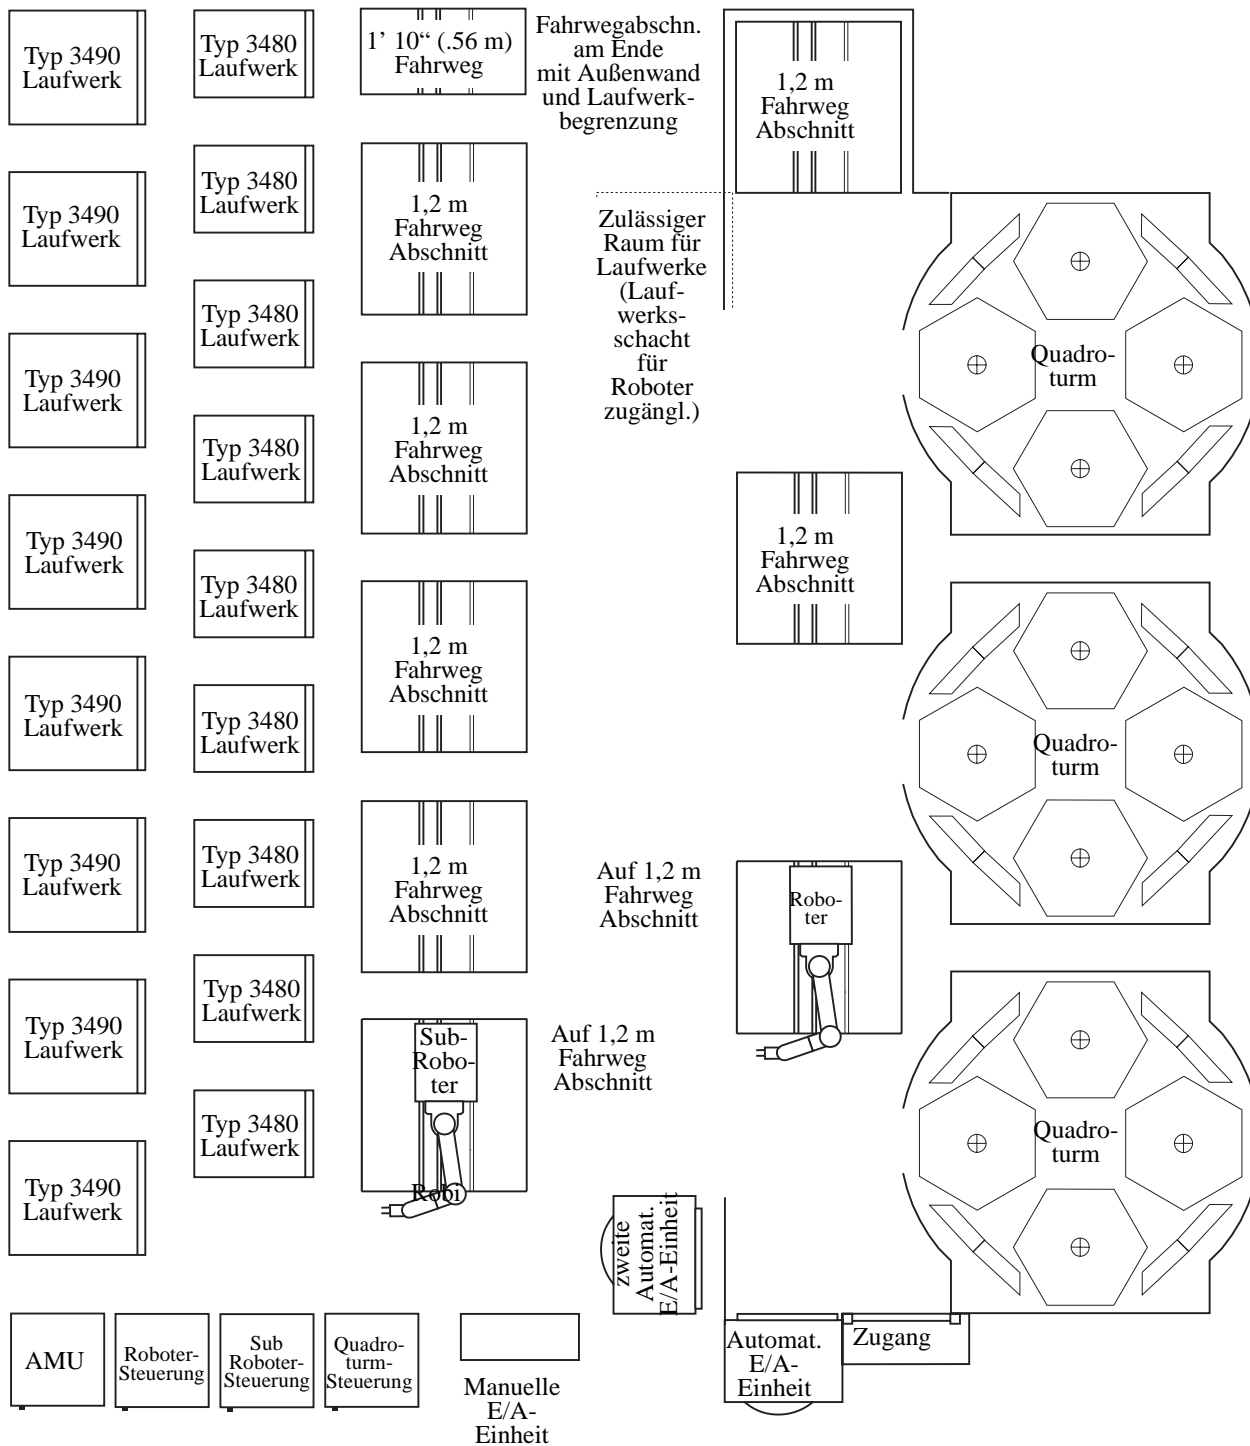 Typ 3490
Laufwerk
Typ 3490
Laufwerk
Typ 3490
Laufwerk
Typ 3490
Laufwerk
Typ 3490
Laufwerk
Typ 3490
Laufwerk
Typ 3490
Laufwerk
Typ 3490
Laufwerk
Typ 3480
Laufwerk
Typ 3480
Laufwerk
Typ 3480
Laufwerk
Typ 3480
Laufwerk
Typ 3480
Laufwerk
Typ 3480
Laufwerk
Typ 3480
Laufwerk
Typ 3480
Laufwerk
Typ 3480
Laufwerk
1’ 10“ (.56 m)
Fahrweg
1,2 m
Fahrweg
Abschnitt
1,2 m
Fahrweg
Abschnitt
1,2 m
Fahrweg
Abschnitt
1,2 m
Fahrweg
Abschnitt
Sub-
Robo-
ter
Robi
Fahrwegabschn.
am Ende
mit Außenwand
und Laufwerk-
begrenzung
Zulässiger
Raum für
Laufwerke
(Lauf-
werks-
schacht
für
Roboter
zugängl.)
Auf 1,2 m
Fahrweg
Abschnitt
Auf 1,2 m
Fahrweg
Abschnitt
1,2 m
Fahrweg
Abschnitt
1,2 m
Fahrweg
Abschnitt
Robo-
ter
Quadro-
turm
Quadro-
turm
Quadro-
turm
zweite
Automat.
E/A-Einheit
AMU
Roboter-
Steuerung
Sub
Roboter-
Steuerung
Quadro-
turm-
Steuerung
Manuelle
E/A-
Einheit
Automat.
E/A-
Einheit
Zugang